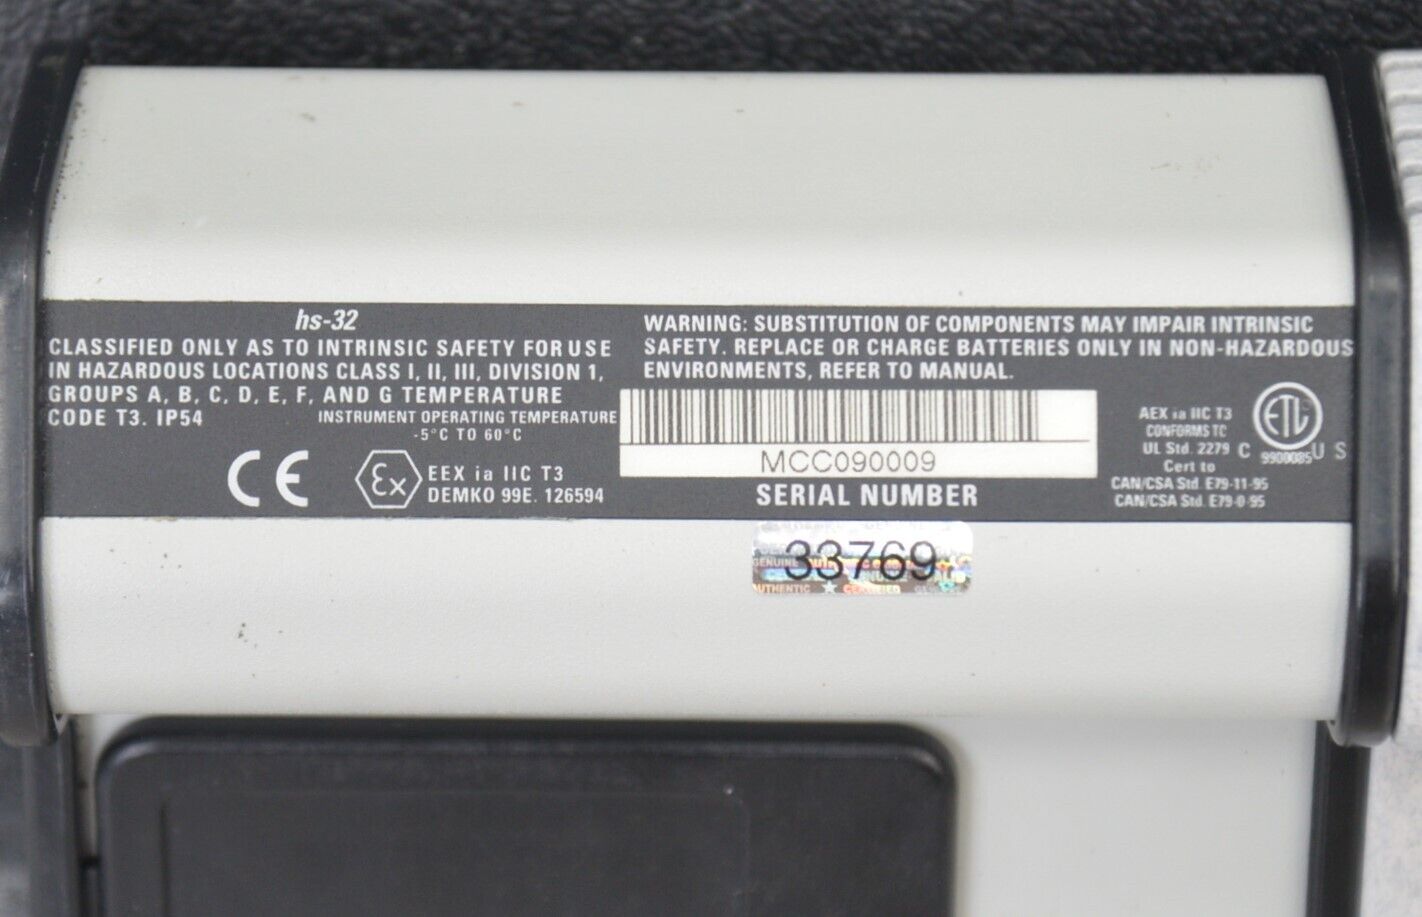 hs-32
CLASSIFIED ONLY AS TO INTRINSIC SAFETY FOR USE
IN HAZARDOUS LOCATIONS CLASS I, II, III, DIVISION 1,
GROUPS A, B, C, D, E, F, AND G TEMPERATURE
CODE T3. IP54
INSTRUMENT OPERATING TEMPERATURE
-5°C TO 60°C
CE
Ex
EEX ia IIC T3
DEMKO 99E. 126594
WARNING: SUBSTITUTION OF COMPONENTS MAY IMPAIR INTRINSIC
SAFETY. REPLACE OR CHARGE BATTERIES ONLY IN NON-HAZARDOUS
ENVIRONMENTS, REFER TO MANUAL.
MCC090009
SERIAL NUMBER
AEX ia IIC T3
CONFORMS TC
UL Std. 2279
Cert to
CAN/CSA Std. E79-11-95
CAN/CSA Std. E79-0-95
ETL
C US
9900085
33769
GENUINE
AUTHENTIC ★ CERTIFIED